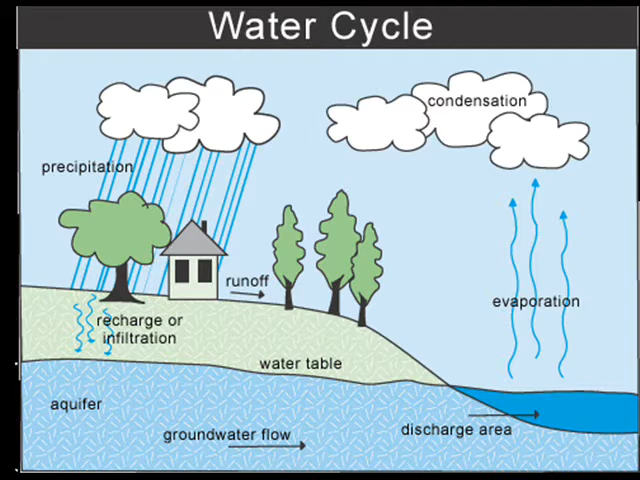 Water Cycle
condensation
precipitation
runoff
evaporation
recharge or
infiltration
water table
aquifer
groundwater flow
discharge area